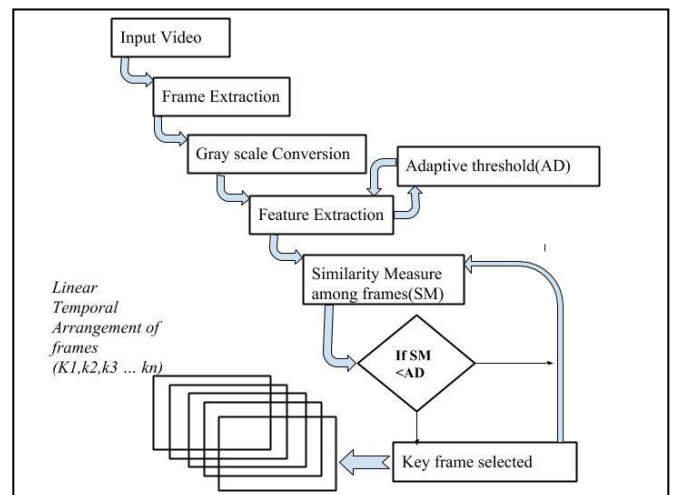 Input Video
Frame Extraction
Gray scale Conversion
Adaptive threshold(AD)
Feature Extraction
Similarity Measure
among frames(SM)
Linear
Temporal
Arrangement of
frames
(K1,k2,k3 ... kn)
If SM
<AD
Key frame selected